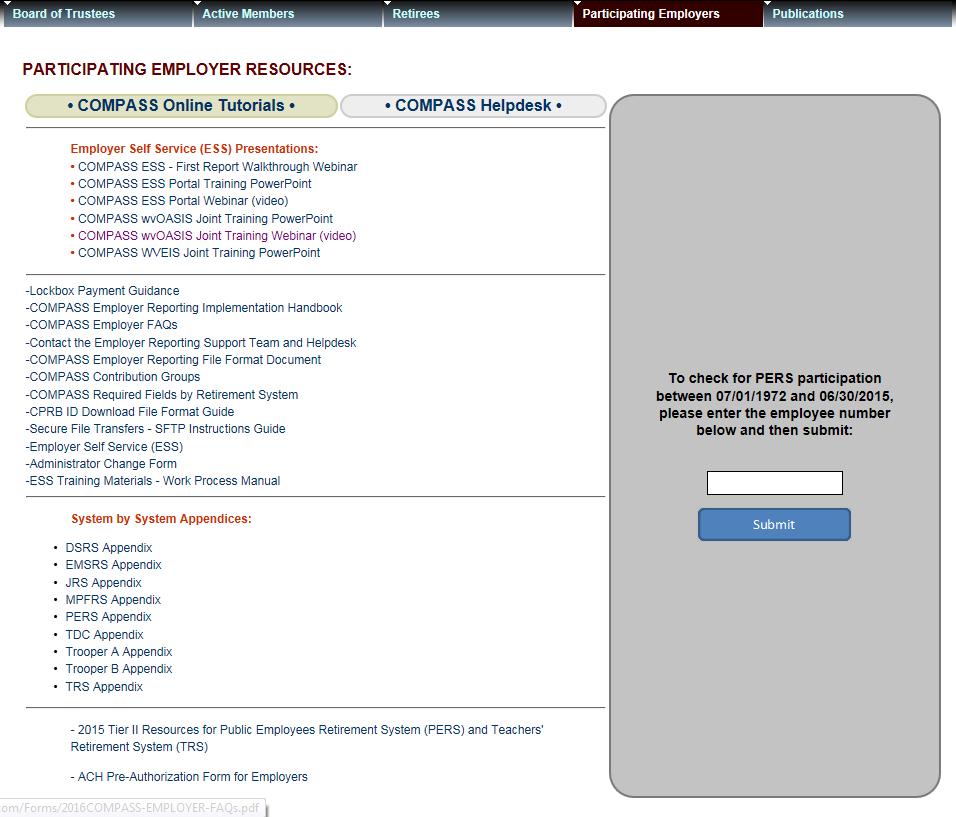 Board of Trustees
Active Members
Retirees
Participating Employers
Publications
PARTICIPATING EMPLOYER RESOURCES:
• COMPASS Online Tutorials •
• COMPASS Helpdesk •
Employer Self Service (ESS) Presentations:
• COMPASS ESS - First Report Walkthrough Webinar
• COMPASS ESS Portal Training PowerPoint
• COMPASS ESS Portal Webinar (video)
• COMPASS wvOASIS Joint Training PowerPoint
• COMPASS wvOASIS Joint Training Webinar (video)
• COMPASS WVEIS Joint Training PowerPoint
-Lockbox Payment Guidance
-COMPASS Employer Reporting Implementation Handbook
-COMPASS Employer FAQs
-Contact the Employer Reporting Support Team and Helpdesk
-COMPASS Employer Reporting File Format Document
-COMPASS Contribution Groups
-COMPASS Required Fields by Retirement System
-CPRB ID Download File Format Guide
-Secure File Transfers - SFTP Instructions Guide
-Employer Self Service (ESS)
-Administrator Change Form
-ESS Training Materials - Work Process Manual
System by System Appendices:
• DSRS Appendix
• EMSRS Appendix
• JRS Appendix
• MPFRS Appendix
• PERS Appendix
• TDC Appendix
• Trooper A Appendix
• Trooper B Appendix
• TRS Appendix
- 2015 Tier II Resources for Public Employees Retirement System (PERS) and Teachers'
Retirement System (TRS)
- ACH Pre-Authorization Form for Employers
To check for PERS participation
between 07/01/1972 and 06/30/2015,
please enter the employee number
below and then submit:
Submit
om/Forms/2016COMPASS-EMPLOYER-FAQs.pdf